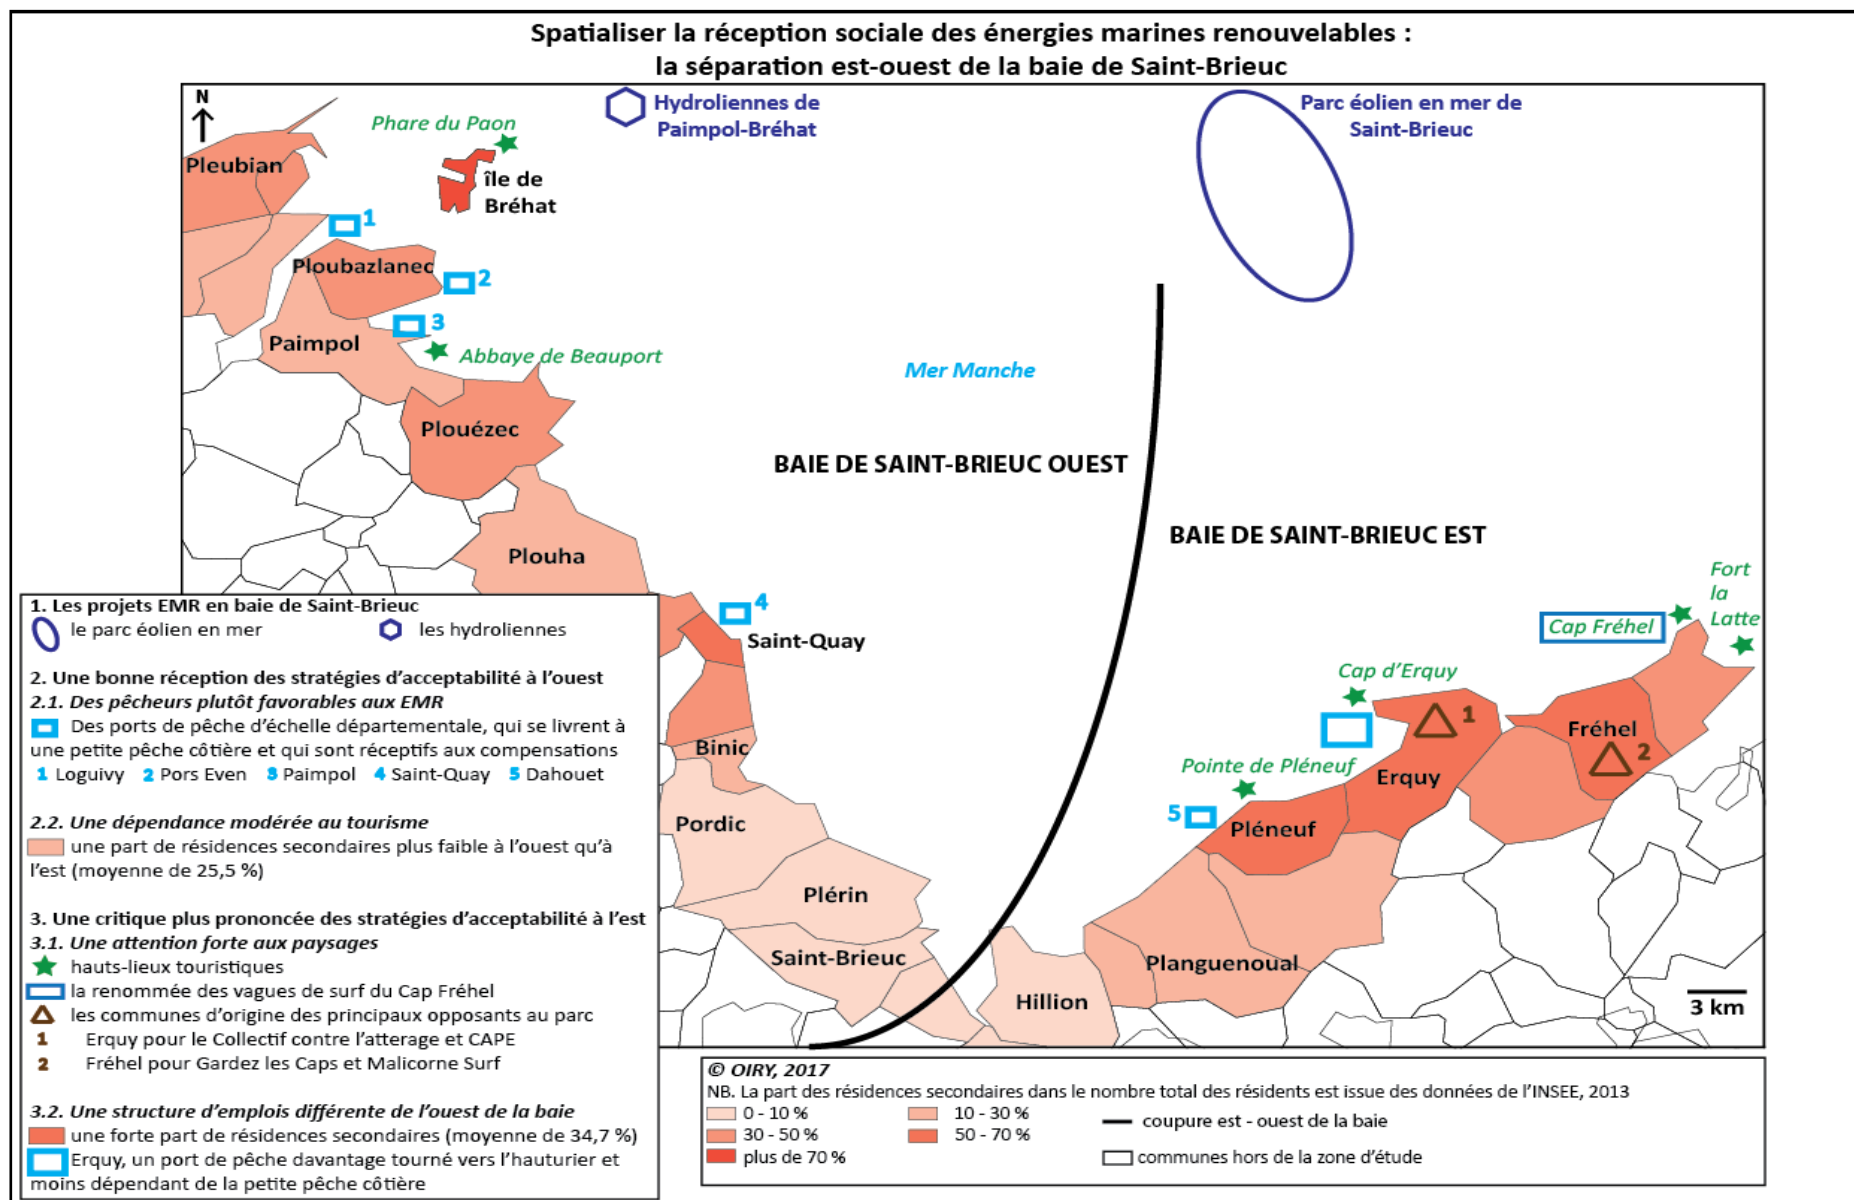 Spatialiser la réception sociale des énergies marines renouvelables :
la séparation est-ouest de la baie de Saint-Brieuc
N
Phare du Paon
Hydroliennes de
Paimpol-Bréhat
Parc éolien en mer de
Saint-Brieuc
Pleubian
île de
Bréhat
1
Ploubazlanec
2
3
Paimpol
Abbaye de Beauport
Mer Manche
Plouézec
BAIE DE SAINT-BRIEUC OUEST
BAIE DE SAINT-BRIEUC EST
Plouha
Fort
la
Latte
Cap Fréhel
4
Saint-Quay
Cap d'Erquy
1
Fréhel
2
Binic
Pointe de Pléneuf
Erquy
5
Pléneuf
Pordic
Plérin
Saint-Brieuc
Planguenoual
Hillion
3 km
1. Les projets EMR en baie de Saint-Brieuc
le parc éolien en mer
les hydroliennes
2. Une bonne réception des stratégies d'acceptabilité à l'ouest
2.1. Des pêcheurs plutôt favorables aux EMR
Des ports de pêche d'échelle départementale, qui se livrent à
une petite pêche côtière et qui sont réceptifs aux compensations
1 Loguivy 2 Pors Even 3 Paimpol 4 Saint-Quay 5 Dahouet
2.2. Une dépendance modérée au tourisme
une part de résidences secondaires plus faible à l'ouest qu'à
l'est (moyenne de 25,5 %)
3. Une critique plus prononcée des stratégies d'acceptabilité à l'est
3.1. Une attention forte aux paysages
hauts-lieux touristiques
la renommée des vagues de surf du Cap Fréhel
les communes d'origine des principaux opposants au parc
1 Erquy pour le Collectif contre l'atterage et CAPE
2 Fréhel pour Gardez les Caps et Malicorne Surf
3.2. Une structure d'emplois différente de l'ouest de la baie
une forte part de résidences secondaires (moyenne de 34,7 %)
Erquy, un port de pêche davantage tourné vers l'hauturier et
moins dépendant de la petite pêche côtière
© OIRY, 2017
NB. La part des résidences secondaires dans le nombre total des résidents est issue des données de l'INSEE, 2013
0 - 10 %
10 - 30 %
coupure est - ouest de la baie
30 - 50 %
50 - 70 %
plus de 70 %
communes hors de la zone d'étude